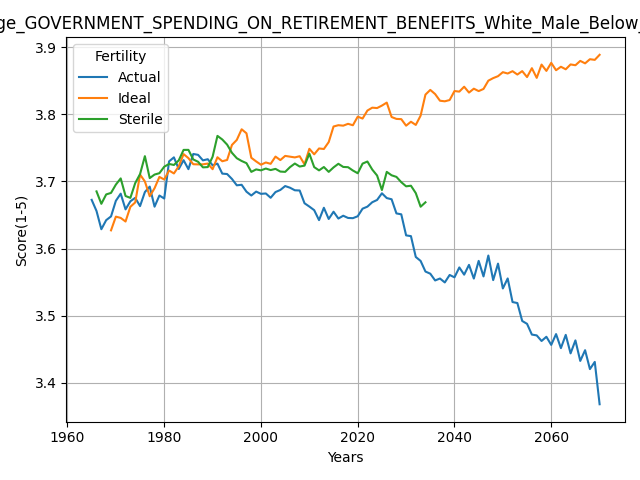 ge_GOVERNMENT_SPENDING_ON_RETIREMENT_BENEFITS_White_Male_Below_
Fertility
Actual
Ideal
Sterile
3.9
3.8
3.7
3.6
3.5
3.4
Score(1-5)
1960
1980
2000
2020
2040
2060
Years